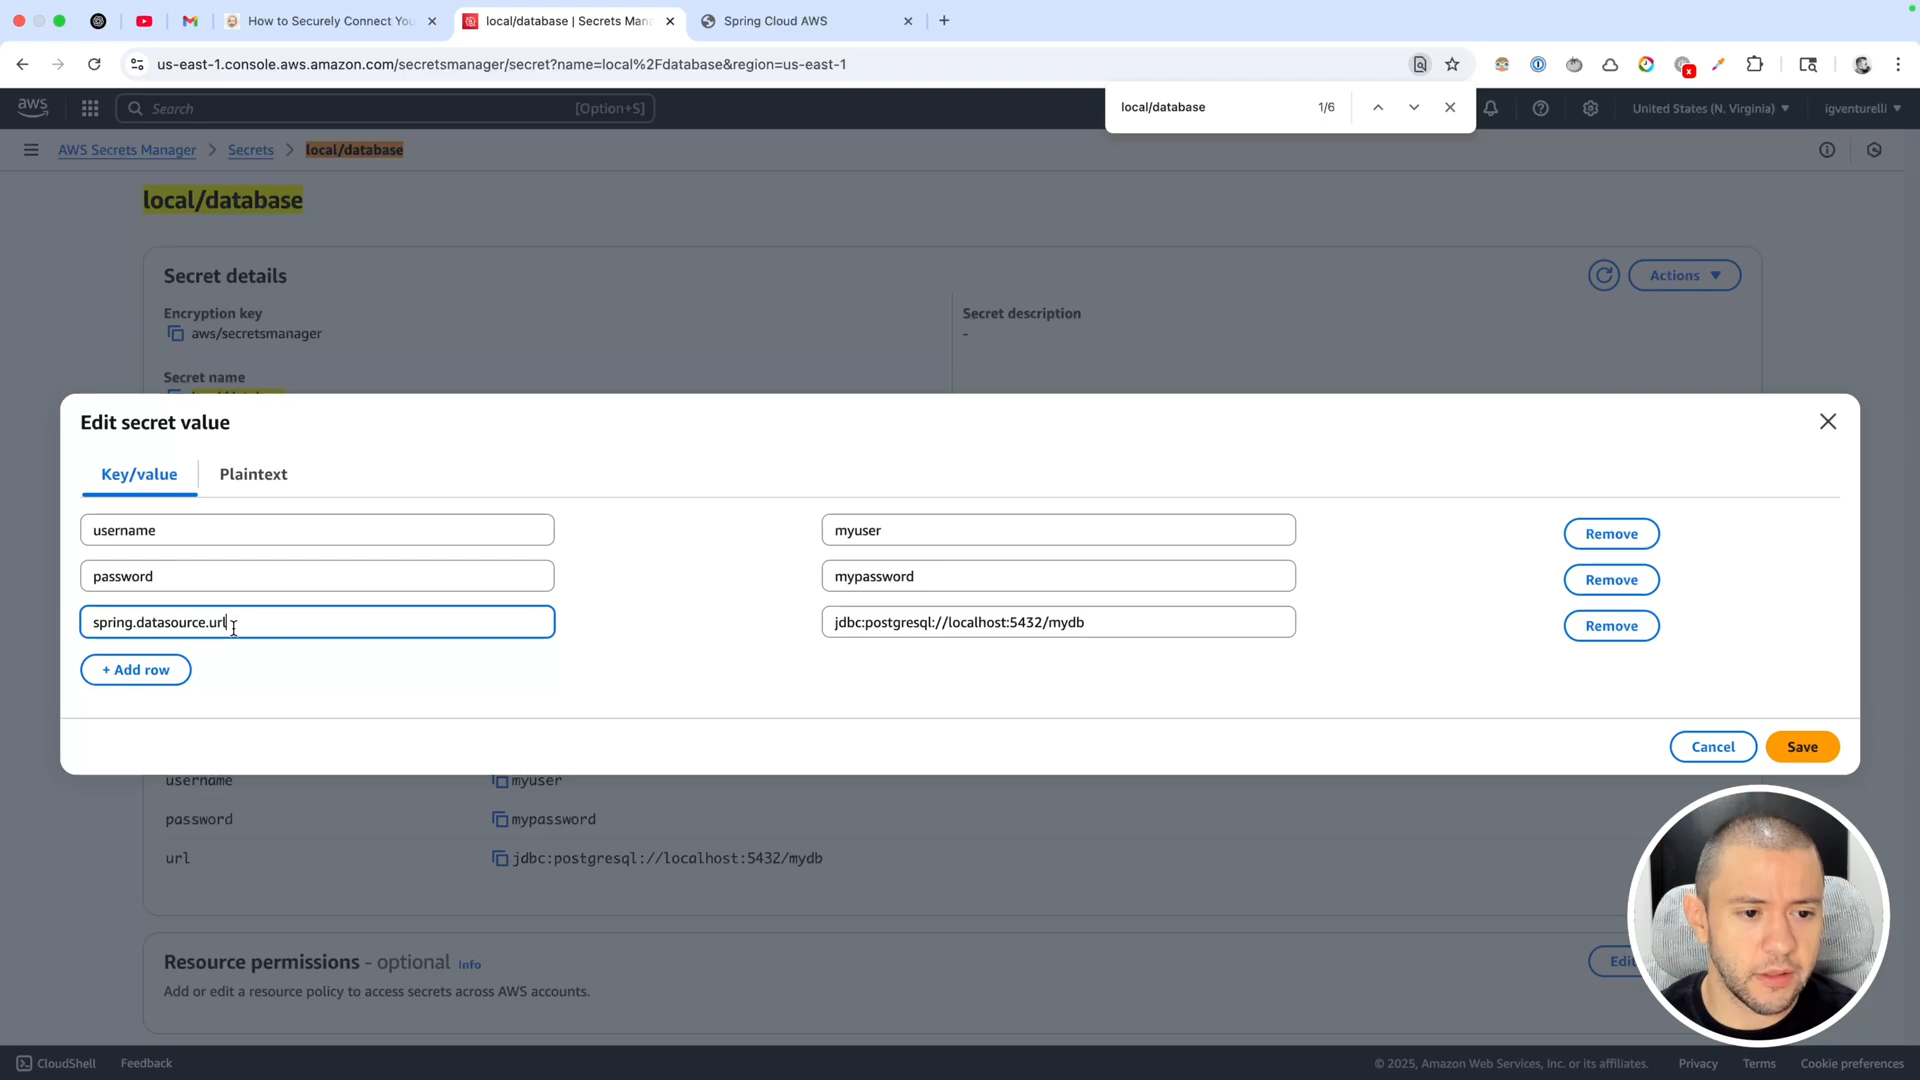 How to Securely Connect You
local/database | Secrets Man
Spring Cloud AWS
us-east-1.console.aws.amazon.com/secretsmanager/secret?name=local%2Fdatabase&region=us-east-1
local/database
1/6
aws
Search
[Option+S]
United States (N. Virginia)
igventurelli
AWS Secrets Manager
Secrets
local/database
local/database
Secret details
Actions
Encryption key
aws/secretsmanager
Secret description
-
Secret name
Edit secret value
Key/value
Plaintext
username
myuser
Remove
password
mypassword
Remove
spring.datasource.url
jdbc:postgresql://localhost:5432/mydb
Remove
+ Add row
Cancel
Save
username
myuser
password
mypassword
url
jdbc:postgresql://localhost:5432/mydb
Resource permissions - optional Info
Edit
Add or edit a resource policy to access secrets across AWS accounts.
CloudShell
Feedback
© 2025, Amazon Web Services, Inc. or its affiliates.
Privacy
Terms
Cookie preferences